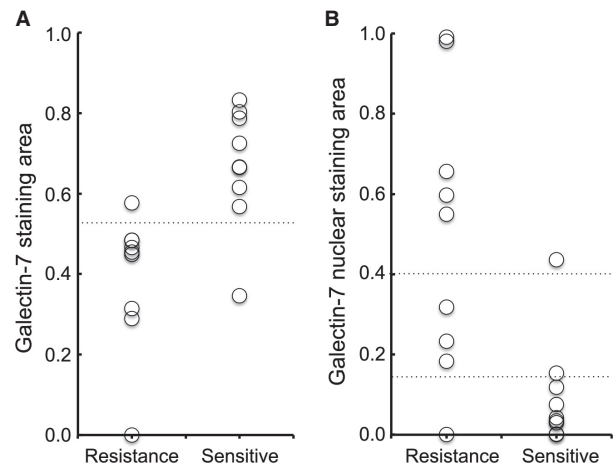 A
Galectin-7 staining area
1.0
0.8
0.6
0.4
0.2
0.0
Resistance
Sensitive
B
Galectin-7 nuclear staining area
1.0
0.8
0.6
0.4
0.2
0.0
Resistance
Sensitive